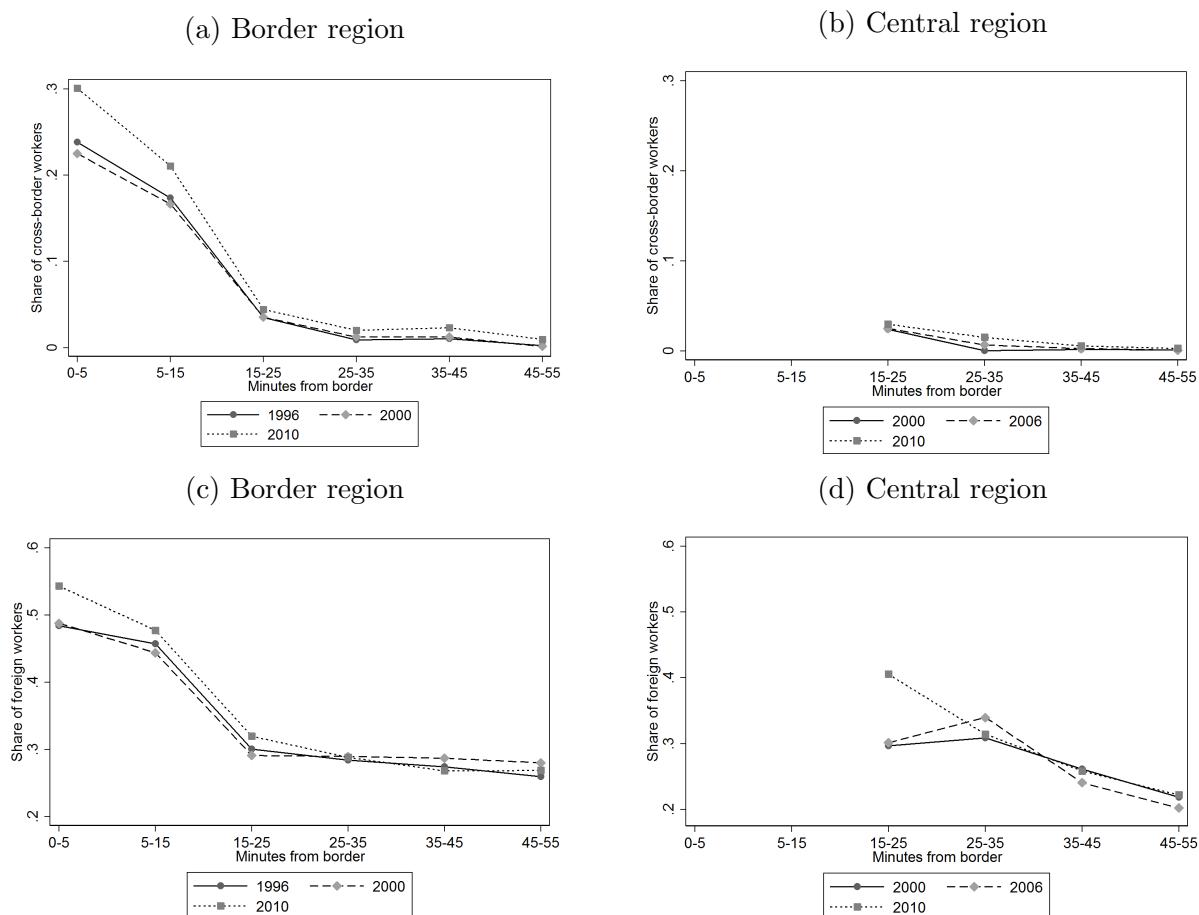 (a) Border region
Share of cross-border workers
.3
.2
.1
0
0-5 5-15 15-25 25-35 35-45 45-55
Minutes from border
1996 2000
2010
(b) Central region
Share of cross-border workers
.3
.2
.1
0
0-5 5-15 15-25 25-35 35-45 45-55
Minutes from border
2000 2006
2010
(c) Border region
Share of foreign workers
.6
.5
.4
.3
.2
0-5 5-15 15-25 25-35 35-45 45-55
Minutes from border
1996 2000
2010
(d) Central region
Share of foreign workers
.6
.5
.4
.3
.2
0-5 5-15 15-25 25-35 35-45 45-55
Minutes from border
2000 2006
2010